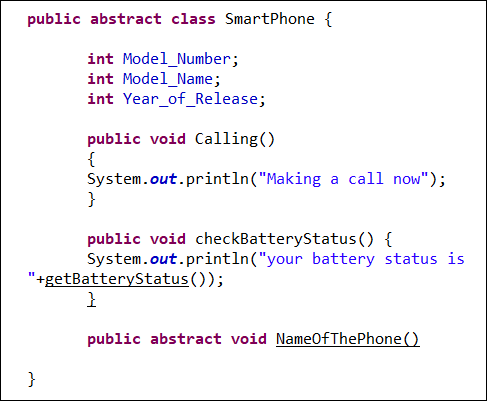 public abstract class SmartPhone {
int Model_Number;
int Model_Name;
int Year_of_Release;
public void Calling()
{
System.out.println("Making a call now");
}
public void checkBatteryStatus() {
System.out.println("your battery status is
"+getBatteryStatus());
}
public abstract void NameOfThePhone()
}